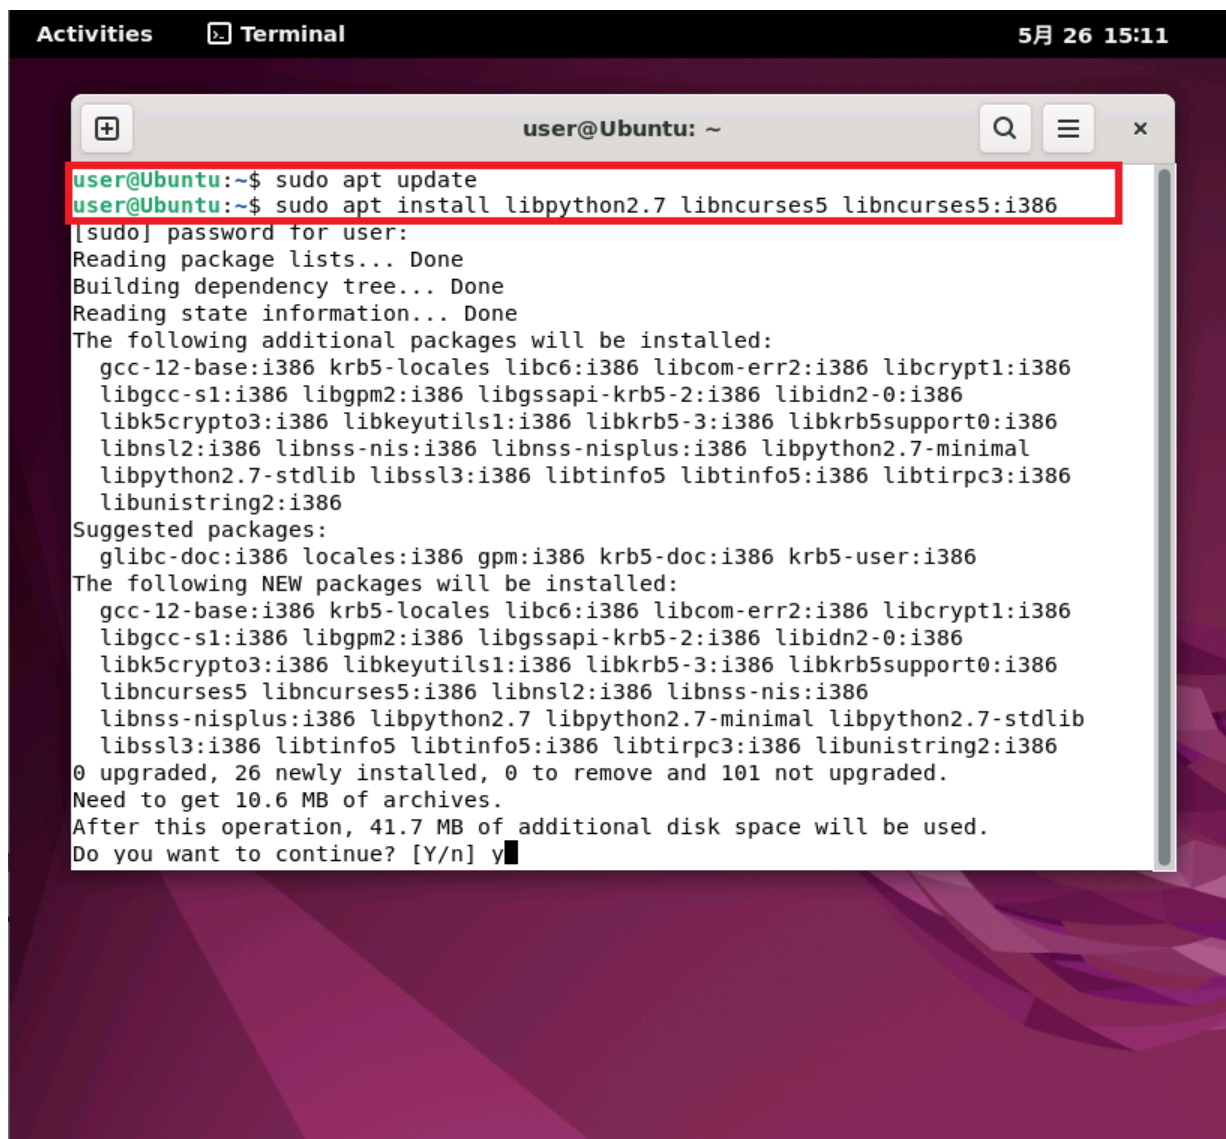 Activities Terminal 5月 26 15:11
user@Ubuntu: ~
user@Ubuntu:~$ sudo apt update
user@Ubuntu:~$ sudo apt install libpython2.7 libncurses5 libncurses5:i386
[sudo] password for user:
Reading package lists... Done
Building dependency tree... Done
Reading state information... Done
The following additional packages will be installed:
  gcc-12-base:i386 krb5-locales libc6:i386 libcom-err2:i386 libcrypt1:i386
  libgcc-s1:i386 libgpm2:i386 libgssapi-krb5-2:i386 libidn2-0:i386
  libk5crypto3:i386 libkeyutils1:i386 libkrb5-3:i386 libkrb5support0:i386
  libnsl2:i386 libnss-nis:i386 libnss-nisplus:i386 libpython2.7-minimal
  libpython2.7-stdlib libssl3:i386 libtinfo5 libtinfo5:i386 libtirpc3:i386
  libunistring2:i386
Suggested packages:
  glibc-doc:i386 locales:i386 gpm:i386 krb5-doc:i386 krb5-user:i386
The following NEW packages will be installed:
  gcc-12-base:i386 krb5-locales libc6:i386 libcom-err2:i386 libcrypt1:i386
  libgcc-s1:i386 libgpm2:i386 libgssapi-krb5-2:i386 libidn2-0:i386
  libk5crypto3:i386 libkeyutils1:i386 libkrb5-3:i386 libkrb5support0:i386
  libncurses5 libncurses5:i386 libnsl2:i386 libnss-nis:i386
  libnss-nisplus:i386 libpython2.7 libpython2.7-minimal libpython2.7-stdlib
  libssl3:i386 libtinfo5 libtinfo5:i386 libtirpc3:i386 libunistring2:i386
0 upgraded, 26 newly installed, 0 to remove and 101 not upgraded.
Need to get 10.6 MB of archives.
After this operation, 41.7 MB of additional disk space will be used.
Do you want to continue? [Y/n] y